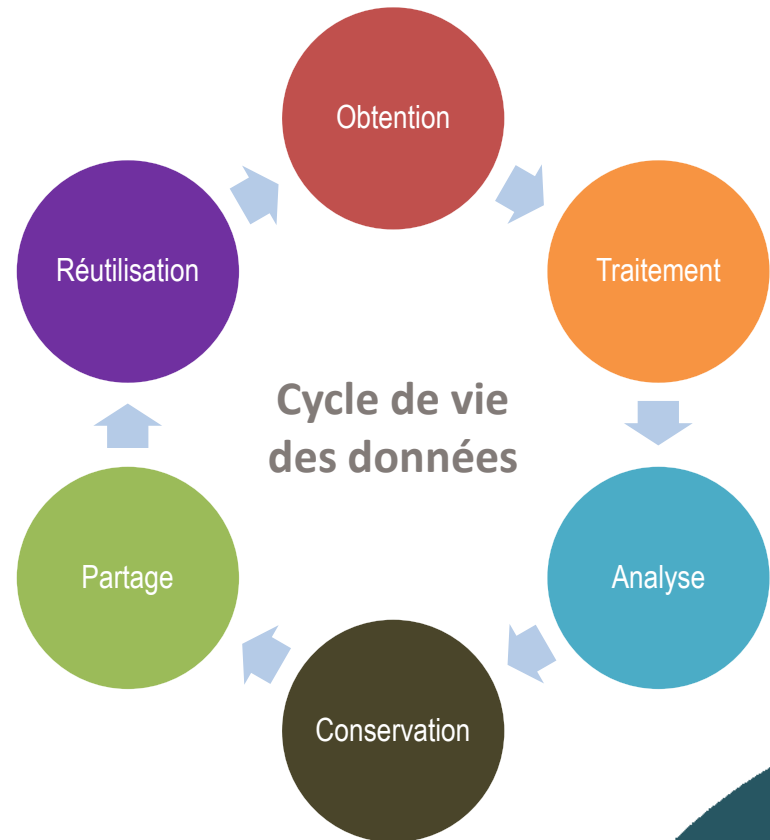 Obtention
Traitement
Analyse
Conservation
Partage
Réutilisation
Cycle de vie
des données